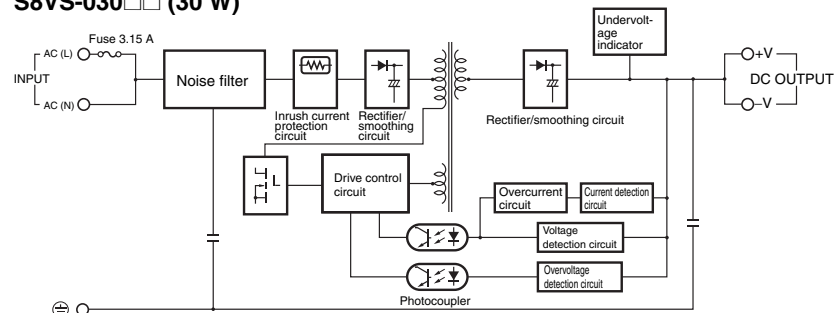 S8VS-030□□ (30 W)
Undervolt-
age
indicator
Fuse 3.15 A
AC (L)
INPUT
AC (N)
Noise filter
Inrush current
protection
circuit
Rectifier/
smoothing
circuit
Rectifier/smoothing circuit
+V
DC OUTPUT
–V
Drive control
circuit
Overcurrent
circuit
Current detection
circuit
Voltage
detection circuit
Overvoltage
detection circuit
Photocoupler